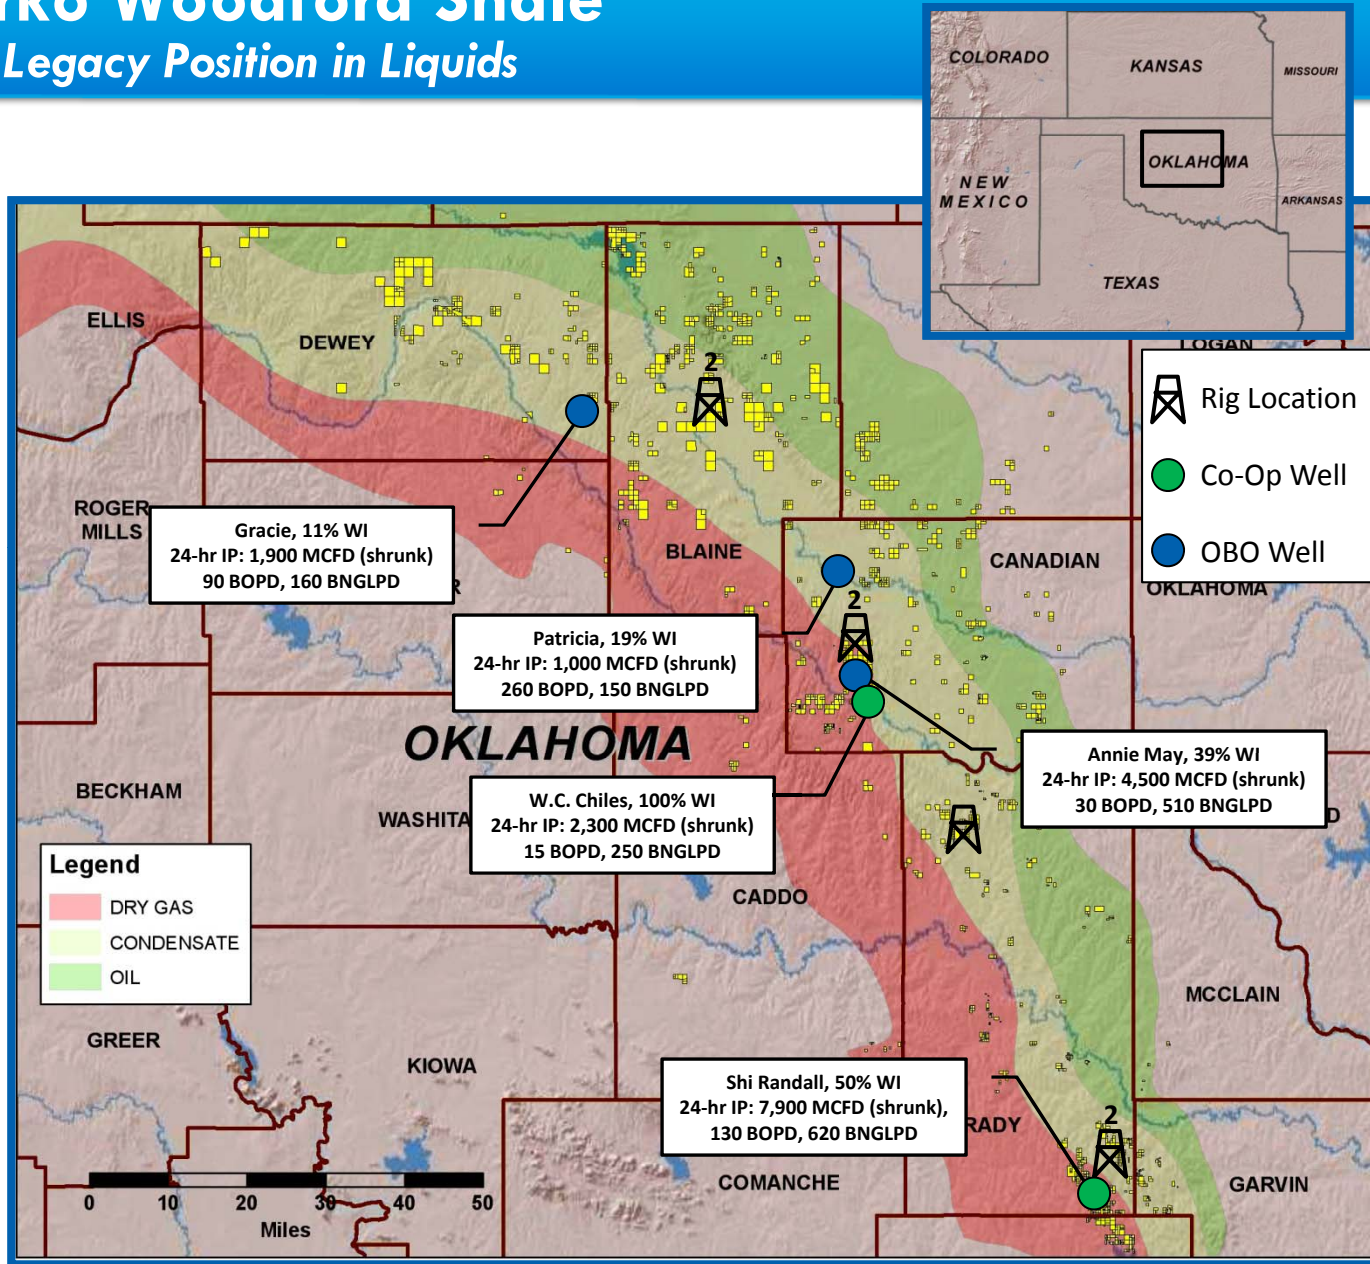 Woodford Shale
Legacy Position in Liquids
COLORADO
KANSAS
MISSOURI
OKLAHOMA
NEW
MEXICO
ARKANSAS
TEXAS
ELLIS
DEWEY
LOGAN
2
Rig Location
Co-Op Well
OBO Well
ROGER
MILLS
Gracie, 11% WI
24-hr IP: 1,900 MCFD (shrunk)
90 BOPD, 160 BNGLPD
BLAINE
CANADIAN
OKLAHOMA
2
Patricia, 19% WI
24-hr IP: 1,000 MCFD (shrunk)
260 BOPD, 150 BNGLPD
OKLAHOMA
Annie May, 39% WI
24-hr IP: 4,500 MCFD (shrunk)
30 BOPD, 510 BNGLPD
BECKHAM
WASHITA
W.C. Chiles, 100% WI
24-hr IP: 2,300 MCFD (shrunk)
15 BOPD, 250 BNGLPD
D
Legend
DRY GAS
CONDENSATE
OIL
CADDO
MCCLAIN
GREER
KIOWA
Shi Randall, 50% WI
24-hr IP: 7,900 MCFD (shrunk),
130 BOPD, 620 BNGLPD
RADY
2
COMANCHE
GARVIN
0 10 20 30 40 50
Miles